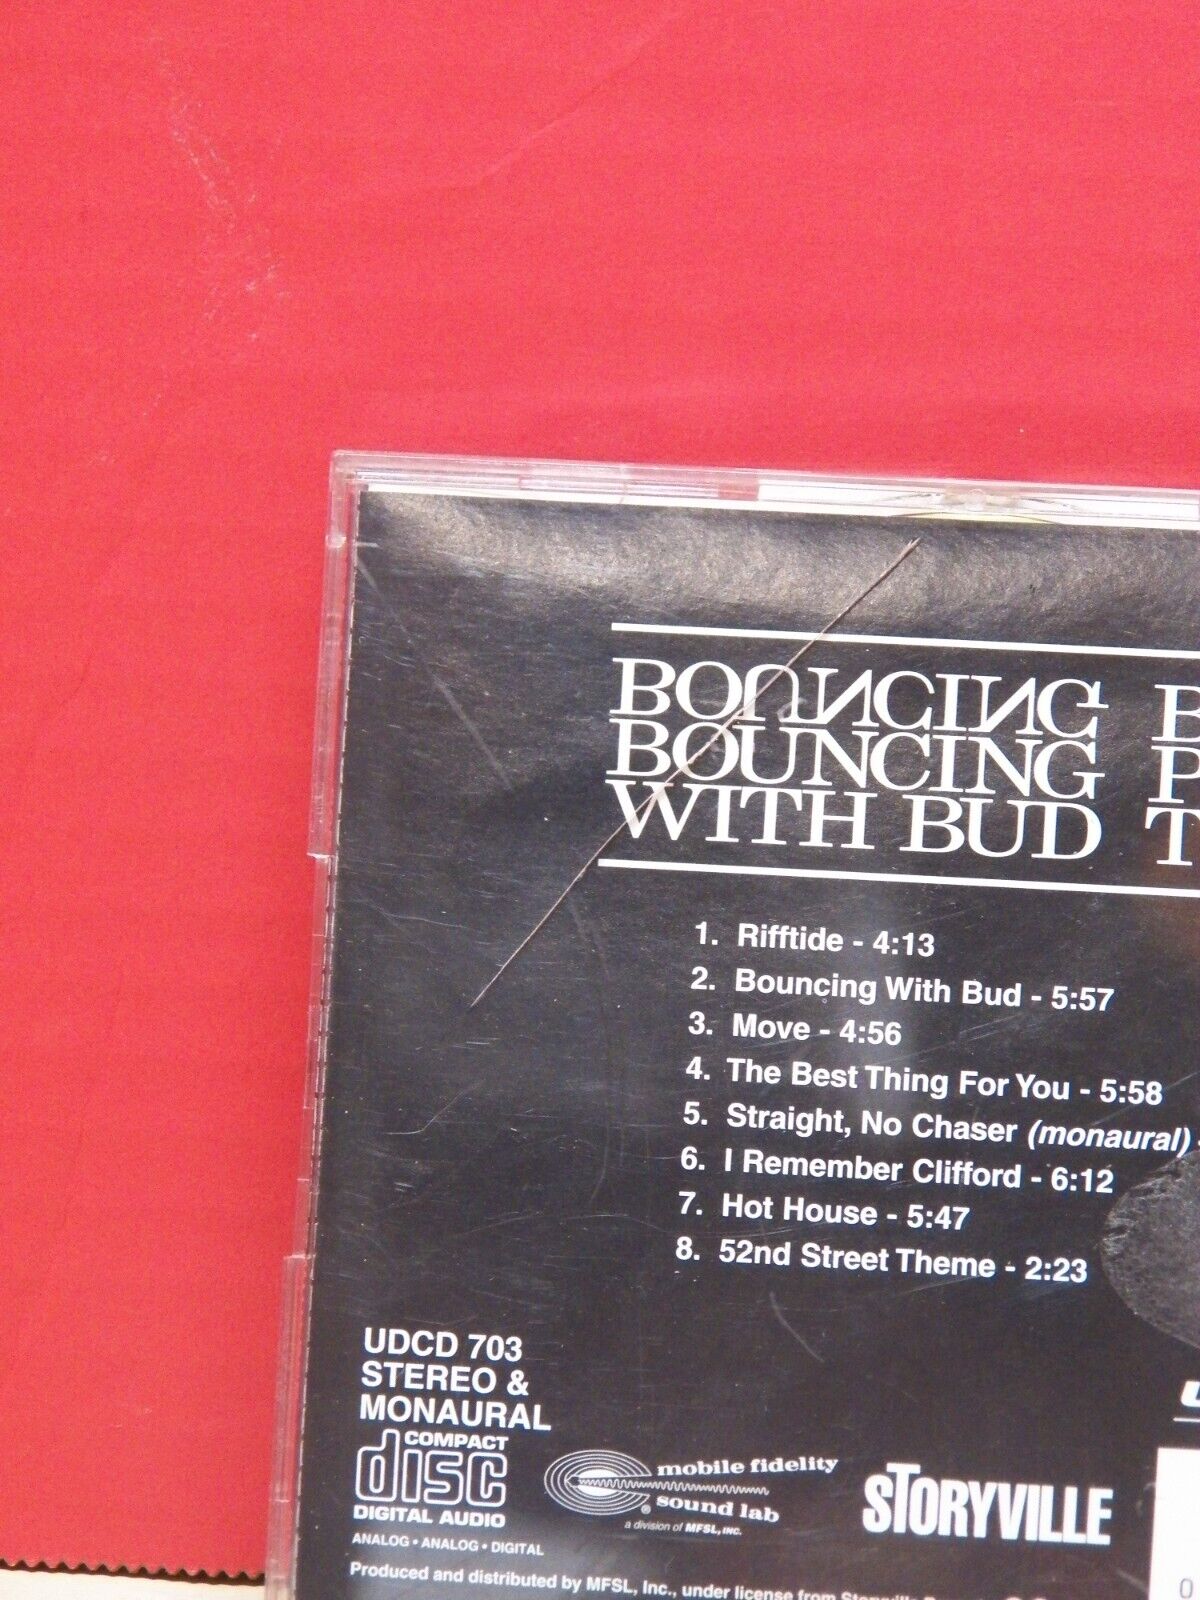 BOUNCING B
BOUNCING P
WITH BUD T
1. Rifftide - 4:13
2. Bouncing With Bud - 5:57
3. Move - 4:56
4. The Best Thing For You - 5:58
5. Straight, No Chaser (monaural)
6. I Remember Clifford - 6:12
7. Hot House - 5:47
8. 52nd Street Theme - 2:23
UDCD 703
STEREO &
MONAURAL
COMPACT
disc
DIGITAL AUDIO
ANALOG • ANALOG • DIGITAL
mobile fidelity
sound lab
a division of MFSL, INC.
STORYVILLE
Produced and distributed by MFSL, Inc., under license from Storyville
0